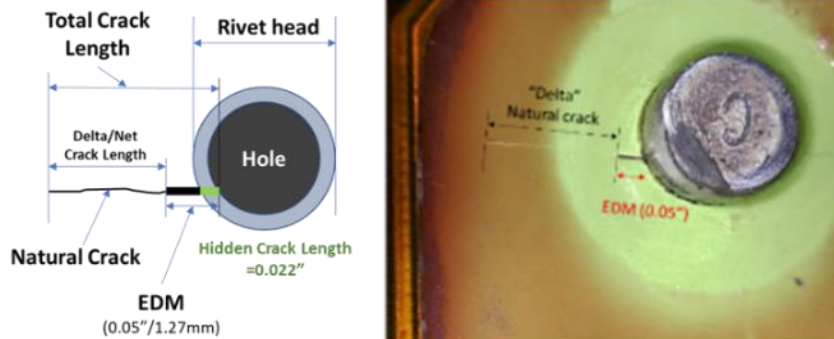 Total Crack
Length
Rivet head
Delta/Net
Crack Length
Hole
Natural Crack
Hidden Crack Length
=0.022”
EDM
(0.05”/1.27mm)
“Delta”
Natural crack
EDM (0.05”)